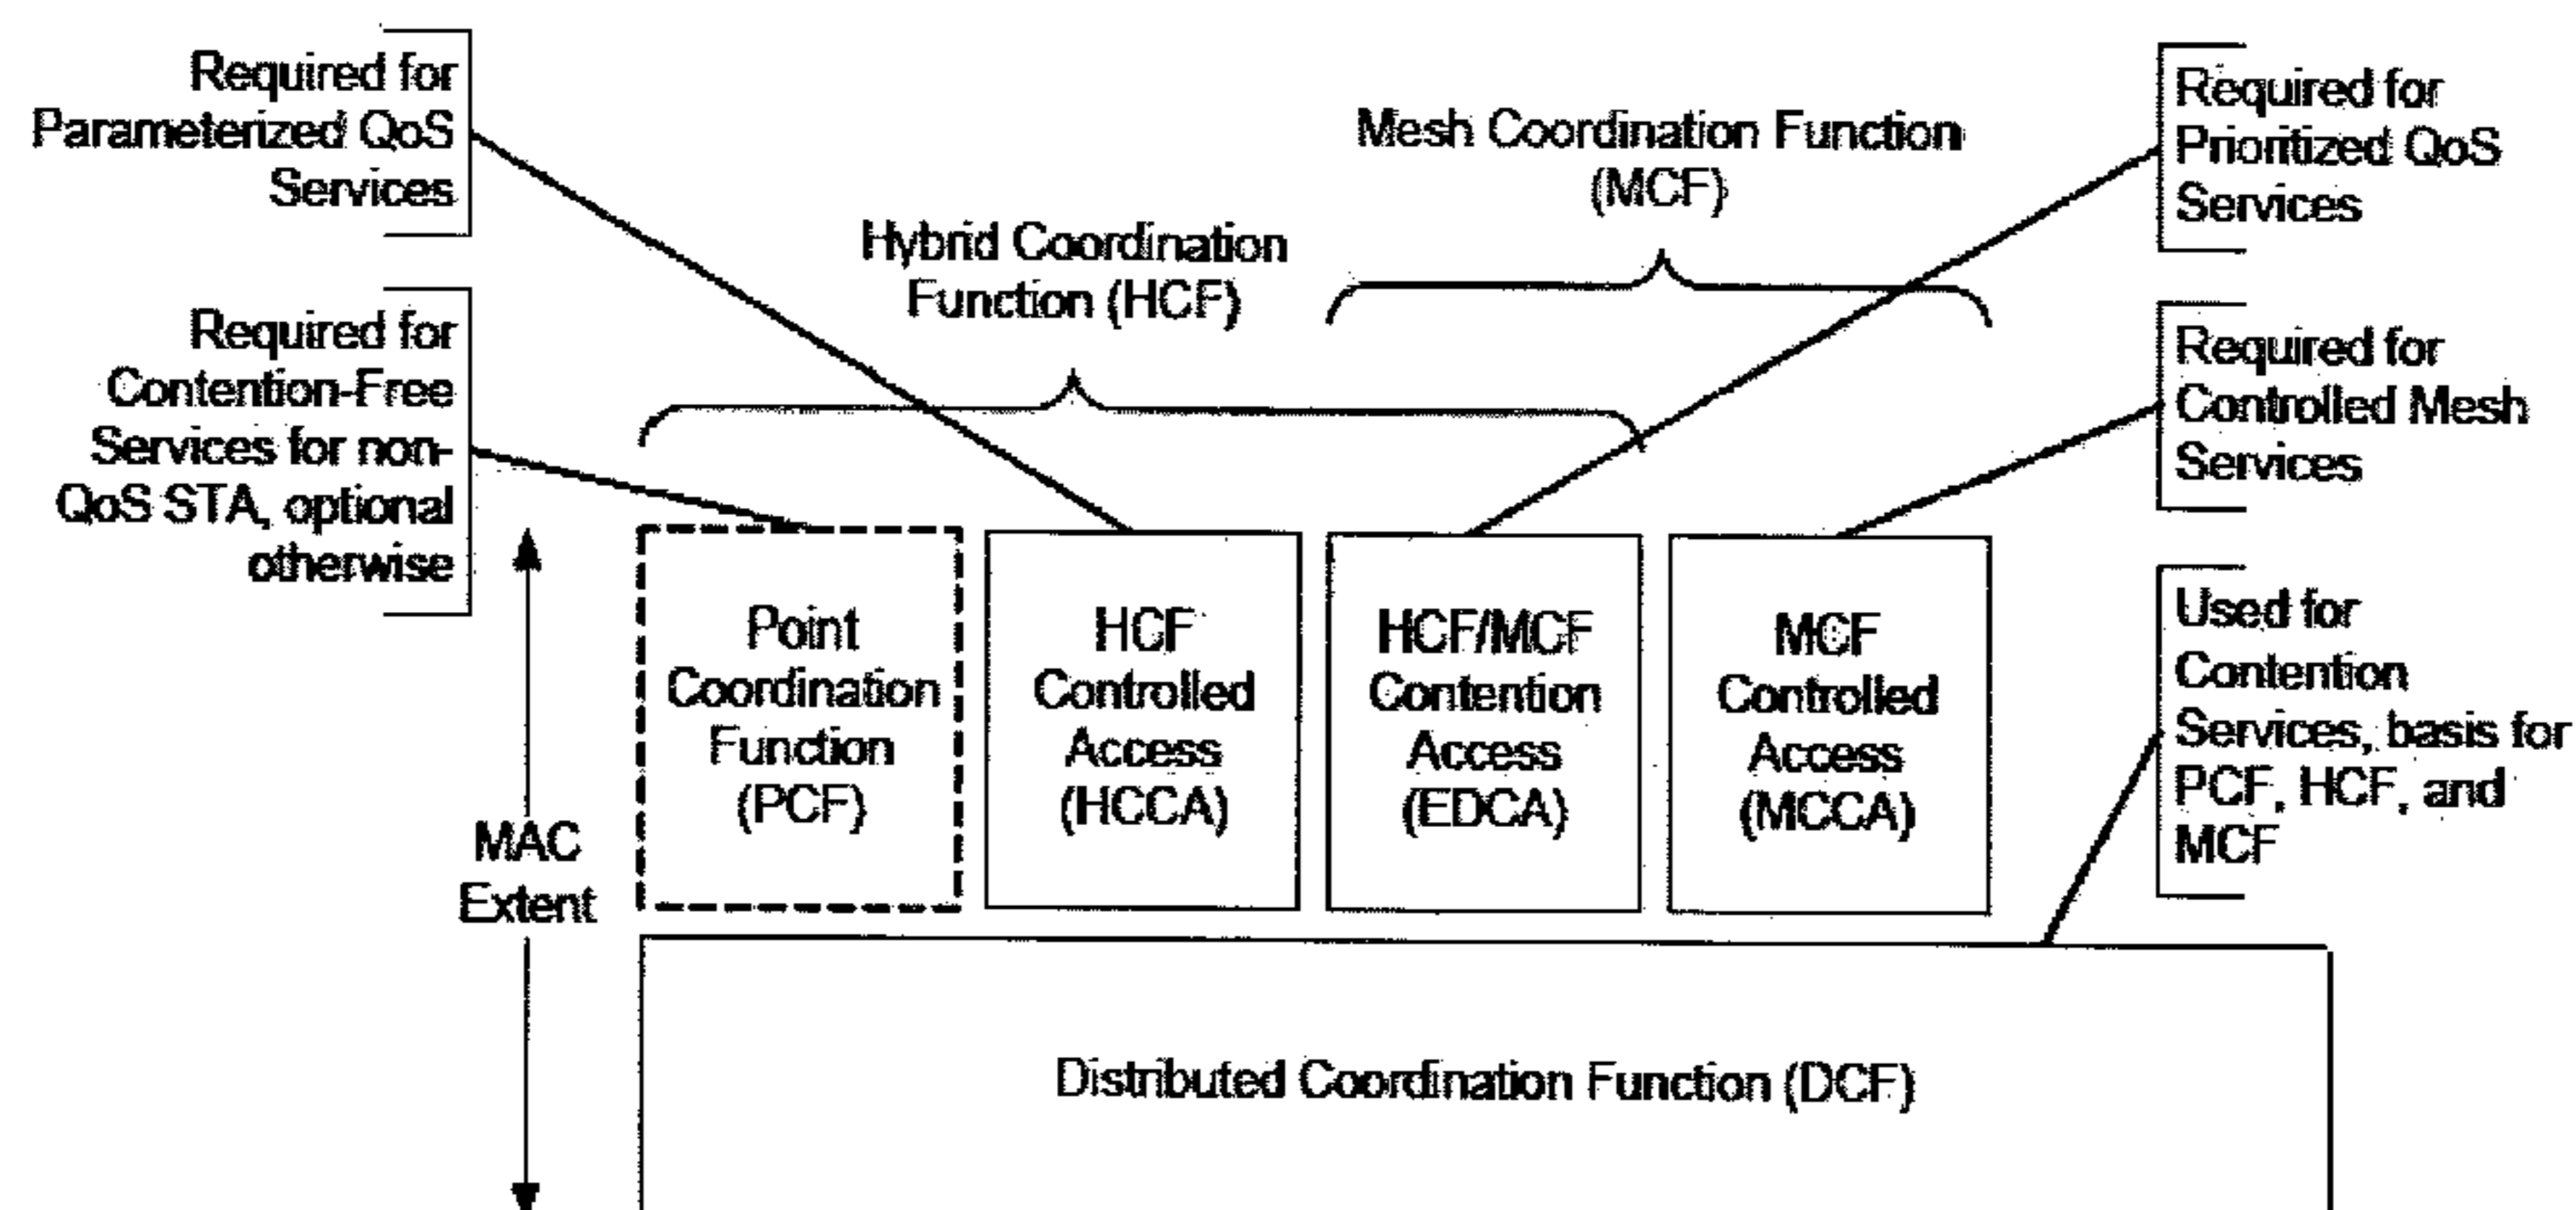 Required for
Parameterized QoS
Services
Required for
Contention-Free
Services for non-
QoS STA, optional
otherwise
Hybrid Coordination
Function (HCF)
Mesh Coordination Function
(MCF)
Required for
Prioritized QoS
Services
Required for
Controlled Mesh
Services
Used for
Contention
Services, basis for
PCF, HCF, and
MCF
MAC
Extent
Point
Coordination
Function
(PCF)
HCF
Controlled
Access
(HCCA)
HCF/MCF
Contention
Access
(EDCA)
MCF
Controlled
Access
(MCCA)
Distributed Coordination Function (DCF)